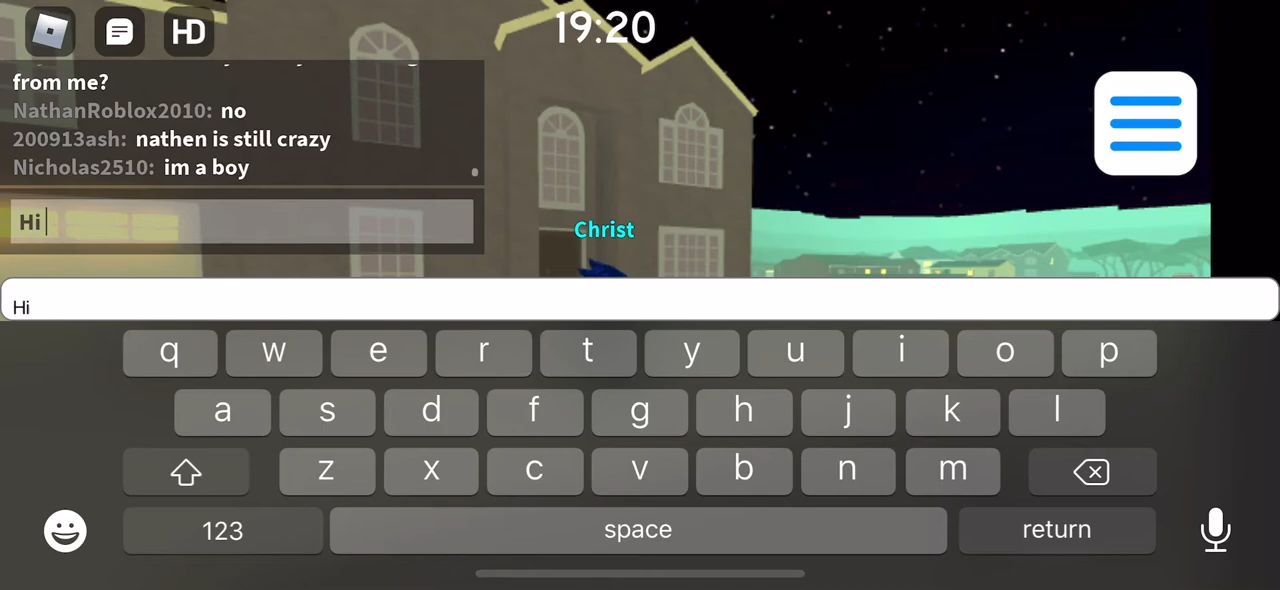 HD
19:20
from me?
NathanRoblox2010: no
200913ash: nathen is still crazy
Nicholas2510: im a boy
Hi
Christ
Hi
q w e r t y u i o p
a s d f g h j k l
z x c v b n m
123 space return